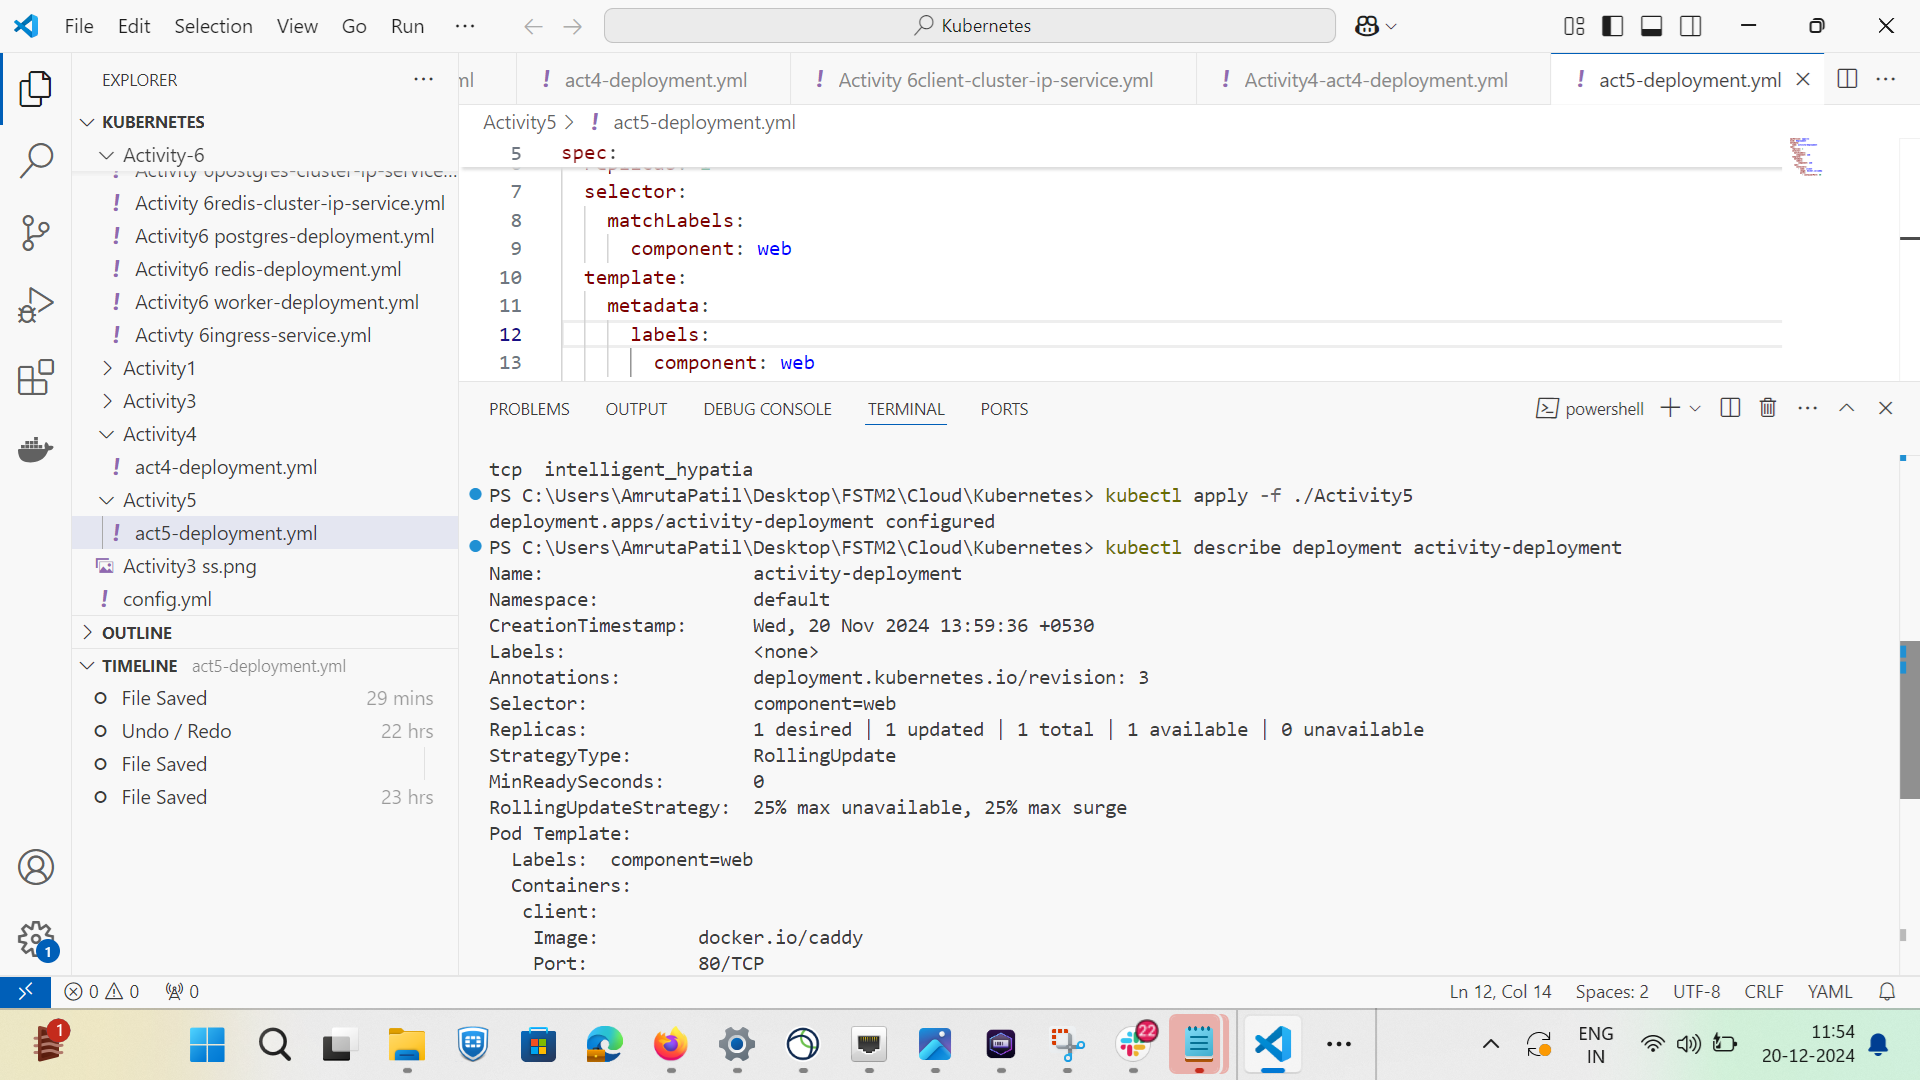 File Edit Selection View Go Run ...
Kubernetes
EXPLORER ...
ml
! act4-deployment.yml
! Activity 6client-cluster-ip-service.yml
! Activity4-act4-deployment.yml
! act5-deployment.yml
KUBERNETES
Activity-6
! Activity 6postgres-cluster-ip-service...
! Activity 6redis-cluster-ip-service.yml
! Activity6 postgres-deployment.yml
! Activity6 redis-deployment.yml
! Activity6 worker-deployment.yml
! Activty 6ingress-service.yml
Activity1
Activity3
Activity4
! act4-deployment.yml
Activity5
! act5-deployment.yml
Activity3 ss.png
! config.yml
OUTLINE
TIMELINE act5-deployment.yml
File Saved 29 mins
Undo / Redo 22 hrs
File Saved
File Saved 23 hrs
1
Activity5 > ! act5-deployment.yml
5 spec:
7 selector:
8 matchLabels:
9 component: web
10 template:
11 metadata:
12 labels:
13 component: web
PROBLEMS OUTPUT DEBUG CONSOLE TERMINAL PORTS
powershell
tcp intelligent_hypatia
PS C:\Users\AmrutaPatil\Desktop\FSTM2\Cloud\Kubernetes> kubectl apply -f ./Activity5
deployment.apps/activity-deployment configured
PS C:\Users\AmrutaPatil\Desktop\FSTM2\Cloud\Kubernetes> kubectl describe deployment activity-deployment
Name: activity-deployment
Namespace: default
CreationTimestamp: Wed, 20 Nov 2024 13:59:36 +0530
Labels: <none>
Annotations: deployment.kubernetes.io/revision: 3
Selector: component=web
Replicas: 1 desired | 1 updated | 1 total | 1 available | 0 unavailable
StrategyType: RollingUpdate
MinReadySeconds: 0
RollingUpdateStrategy: 25% max unavailable, 25% max surge
Pod Template:
Labels: component=web
Containers:
client:
Image: docker.io/caddy
Port: 80/TCP
0 0 0
Ln 12, Col 14 Spaces: 2 UTF-8 CRLF YAML
1
22
ENG
IN
11:54
20-12-2024